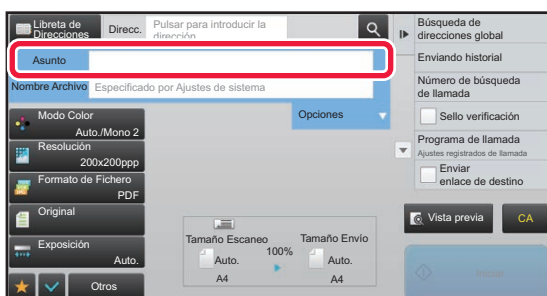 Libreta de
Direcciones
Direcc.
Pulsar para introducir la
dirección
Asunto
Nombre Archivo
Especificado por Ajustes de sistema
Modo Color
Auto./Mono 2
Opciones
Resolución
200x200ppp
Formato de Fichero
PDF
Original
Exposición
Auto.
Otros
Tamaño Escaneo
100%
Tamaño Envío
Auto.
Auto.
A4
A4
Búsqueda de
direcciones global
Enviando historial
Número de búsqueda
de llamada
Sello verificación
Programa de llamada
Ajustes registrados de llamada
Enviar
enlace de destino
Vista previa
CA
Iniciar